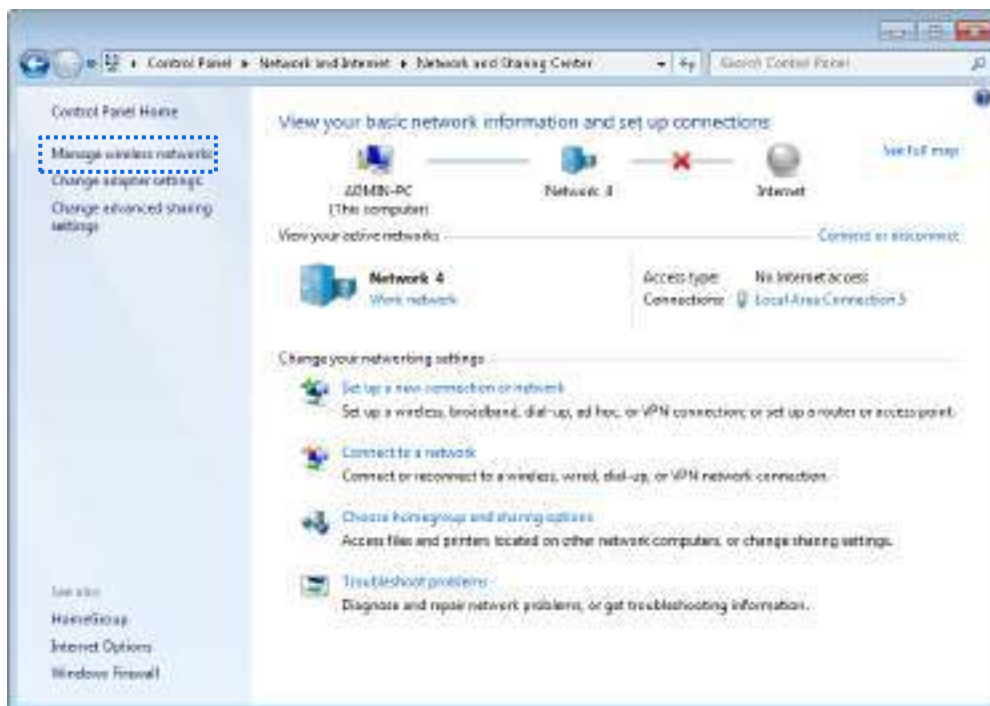 Control Panel ▸ Network and Internet ▸ Network and Sharing Center
Search Control Panel
Control Panel Home
Manage wireless networks
Change adapter settings
Change advanced sharing
settings
View your basic network information and set up connections
See full map
ADMIN-PC
(This computer)
Network 4
Internet
View your active networks
Connect or disconnect
Network 4
Work network
Access type: No Internet access
Connections: Local Area Connection 5
Change your networking settings
Set up a new connection or network
Set up a wireless, broadband, dial-up, ad hoc, or VPN connection; or set up a router or access point.
Connect to a network
Connect or reconnect to a wireless, wired, dial-up, or VPN network connection.
Choose homegroup and sharing options
Access files and printers located on other network computers, or change sharing settings.
Troubleshoot problems
Diagnose and repair network problems, or get troubleshooting information.
See also
HomeGroup
Internet Options
Windows Firewall